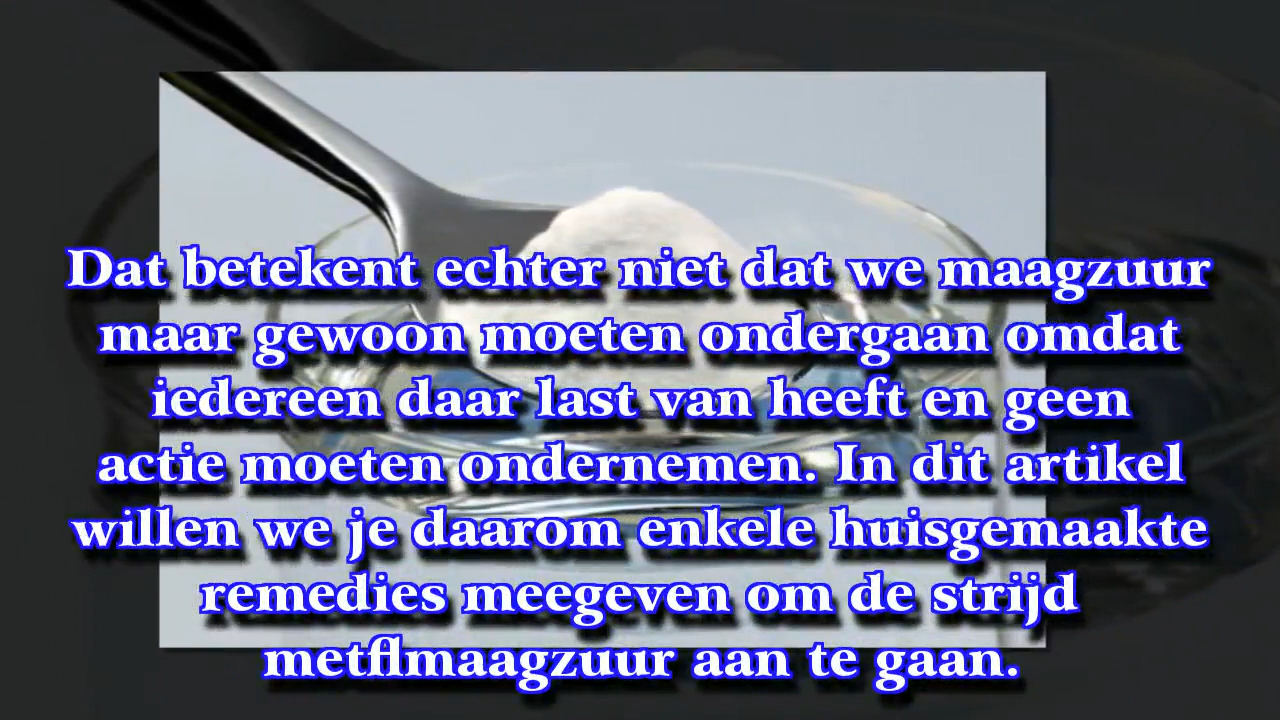 Dat betekent echter niet dat we maagzuur
maar gewoon moeten ondergaan omdat
iedereen daar last van heeft en geen
actie moeten ondernemen. In dit artikel
willen we je daarom enkele huisgemaakte
remedies meegeven om de strijd
metflmaagzuur aan te gaan.